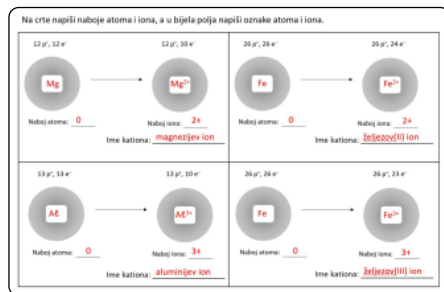 Na crte napiši naboje atoma i iona, a u bijela polja napiši oznake atoma i iona.
12 p⁺, 12 e⁻
12 p⁺, 10 e⁻
Mg
Mg²⁺
Naboj atoma: 0
Naboj iona: 2+
Ime kationa: magnezijev ion
26 p⁺, 26 e⁻
26 p⁺, 24 e⁻
Fe
Fe²⁺
Naboj atoma: 0
Naboj iona: 2+
Ime kationa: željezov(II) ion
13 p⁺, 13 e⁻
13 p⁺, 10 e⁻
Aℓ
Aℓ³⁺
Naboj atoma: 0
Naboj iona: 3+
Ime kationa: aluminijev ion
26 p⁺, 26 e⁻
26 p⁺, 23 e⁻
Fe
Fe³⁺
Naboj atoma: 0
Naboj iona: 3+
Ime kationa: željezov(III) ion